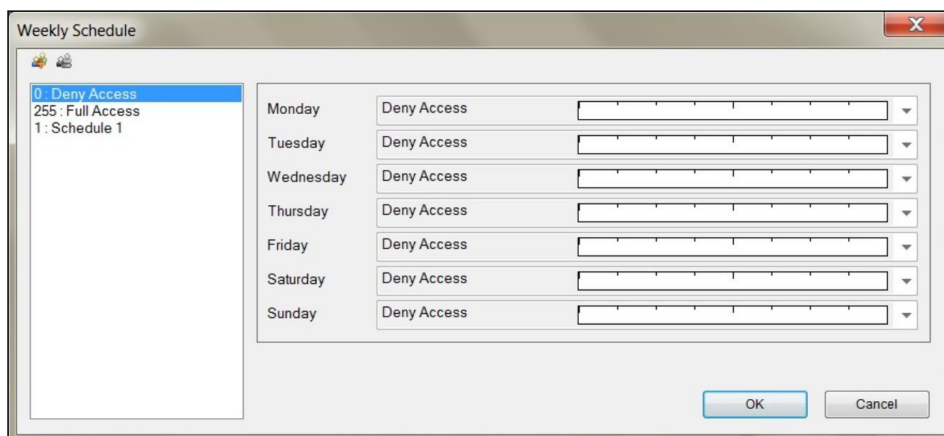 Weekly Schedule
0 : Deny Access
255 : Full Access
1 : Schedule 1
Monday Deny Access
Tuesday Deny Access
Wednesday Deny Access
Thursday Deny Access
Friday Deny Access
Saturday Deny Access
Sunday Deny Access
OK Cancel